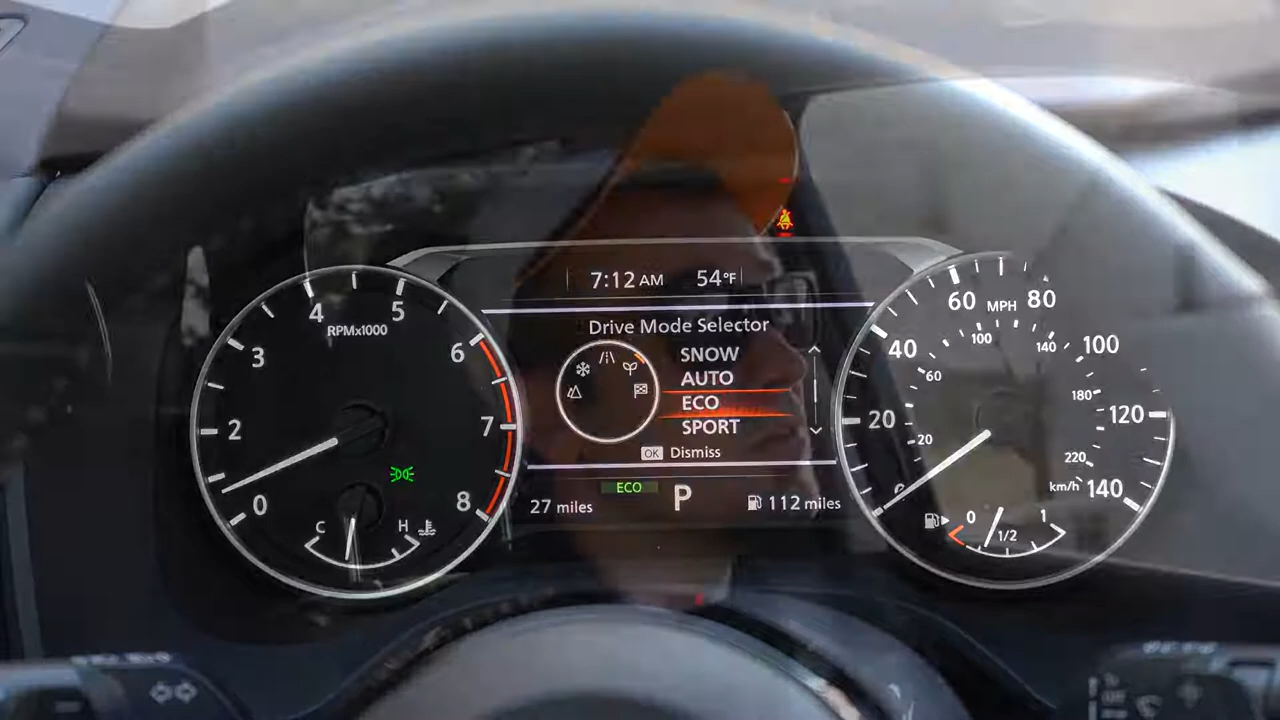 7:12 AM 54°F
Drive Mode Selector
SNOW
AUTO
ECO
SPORT
OK Dismiss
ECO
27 miles P 112 miles
0 2 3 4 5 6 7 8
RPMx1000
C H
0 20 40 60 80 100 120 140
MPH
20 60 100 140 180 220
km/h
0 1/2 1